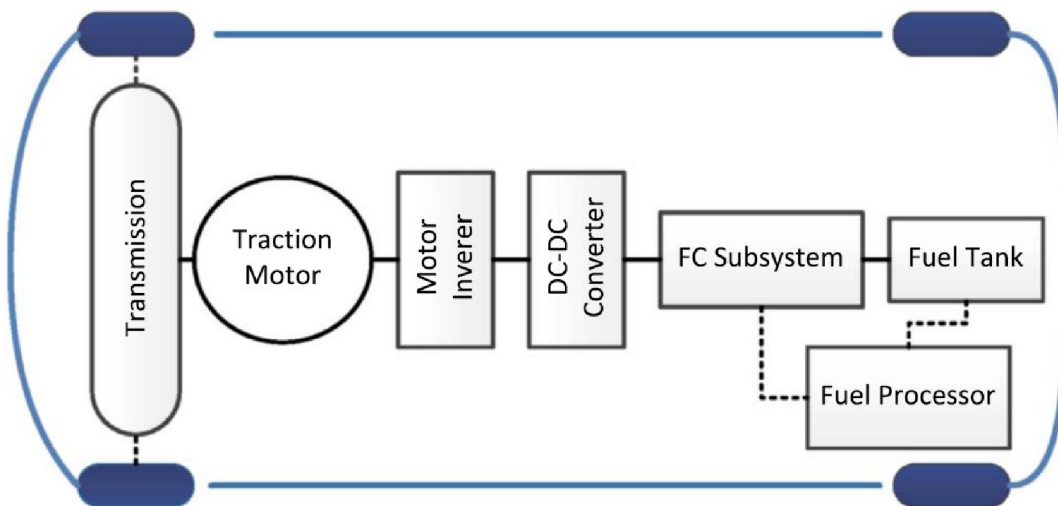 Transmission
Traction
Motor
Motor
Inverer
DC-DC
Converter
FC Subsystem
Fuel Tank
Fuel Processor